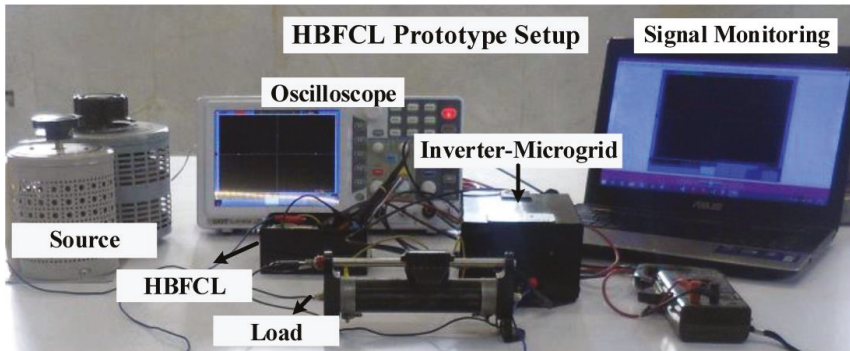 HBFCL Prototype Setup
Signal Monitoring
Oscilloscope
Inverter-Microgrid
Source
HBFCL
Load
ASUS